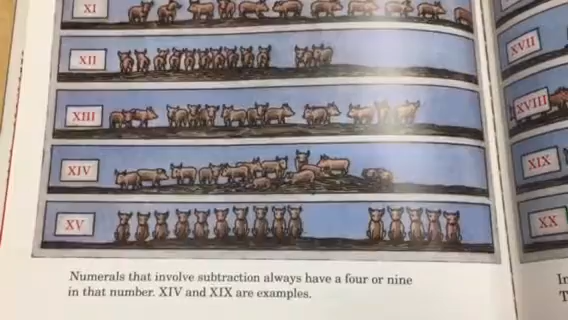 XI
XII
XIII
XIV
XV
Numerals that involve subtraction always have a four or nine
in that number. XIV and XIX are examples.
XVII
XVIII
XIX
XX
In
T